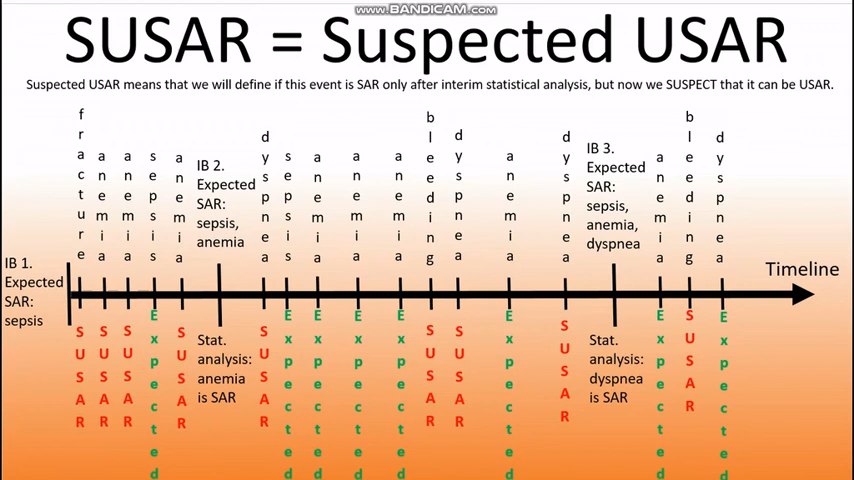 www.BANDICAM.com
SUSAR = Suspected USAR
Suspected USAR means that we will define if this event is SAR only after interim statistical analysis, but now we SUSPECT that it can be USAR.
IB 1.
Expected
SAR:
sepsis
fracture
anemia
anemia
sepsis
anemia
IB 2.
Expected
SAR:
sepsis,
anemia
dyspnea
sepsis
anemia
anemia
anemia
bleeding
dyspnea
anemia
dyspnea
IB 3.
Expected
SAR:
sepsis,
anemia,
dyspnea
anemia
bleeding
dyspnea
Timeline
SUSAR
SUSAR
SUSAR
Expected
SUSAR
Stat.
analysis:
anemia
is SAR
SUSAR
Expected
Expected
Expected
Expected
SUSAR
SUSAR
Expected
SUSAR
Stat.
analysis:
dyspnea
is SAR
Expected
SUSAR
Expected